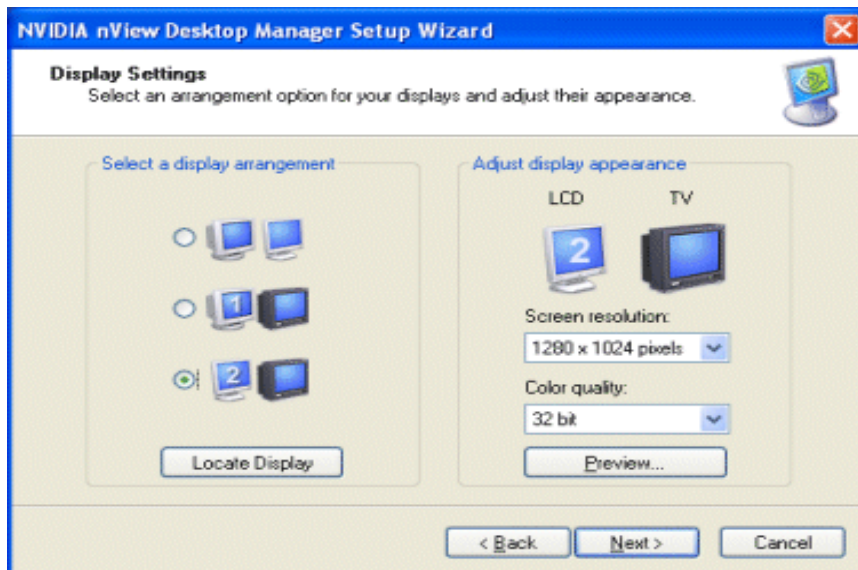 NVIDIA nView Desktop Manager Setup Wizard
Display Settings
Select an arrangement option for your displays and adjust their appearance.
Select a display arrangement
1
2
Locate Display
Adjust display appearance
LCD TV
2
Screen resolution:
1280 x 1024 pixels
Color quality:
32 bit
Preview...
< Back Next > Cancel